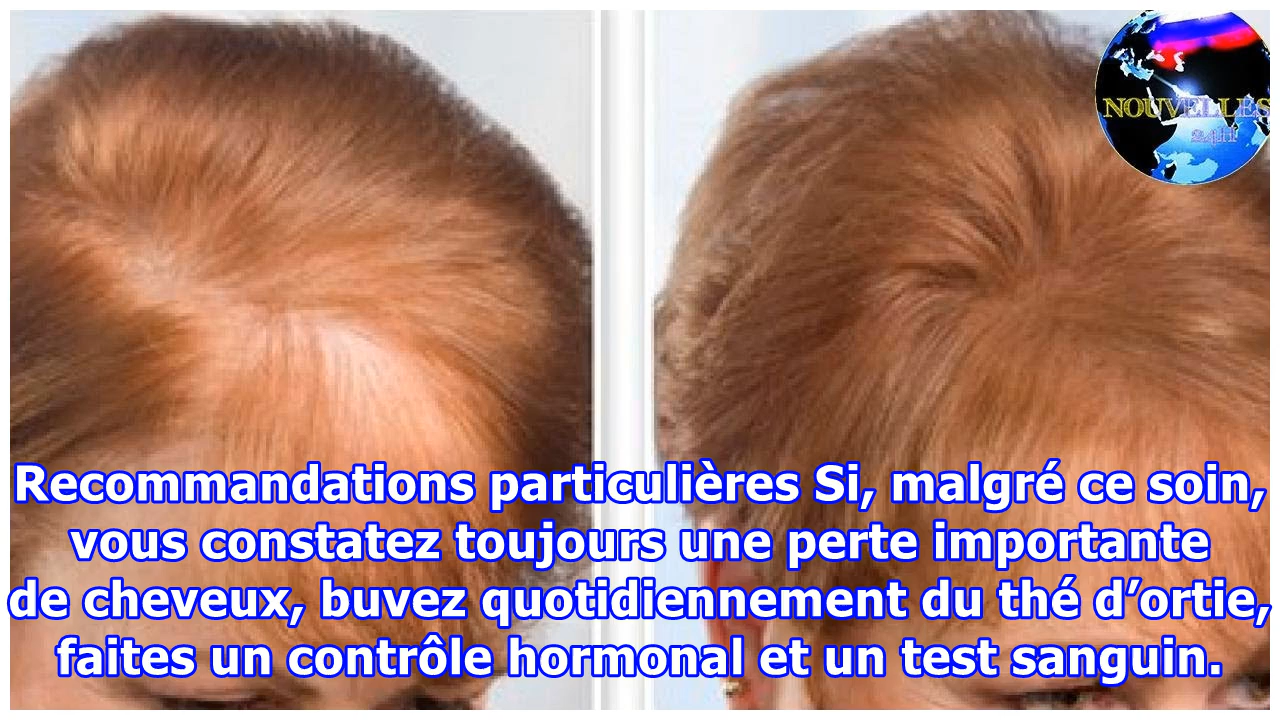 NOUVELLES
24H
Recommandations particulières Si, malgré ce soin,
vous constatez toujours une perte importante
de cheveux, buvez quotidiennement du thé d’ortie,
faites un contrôle hormonal et un test sanguin.